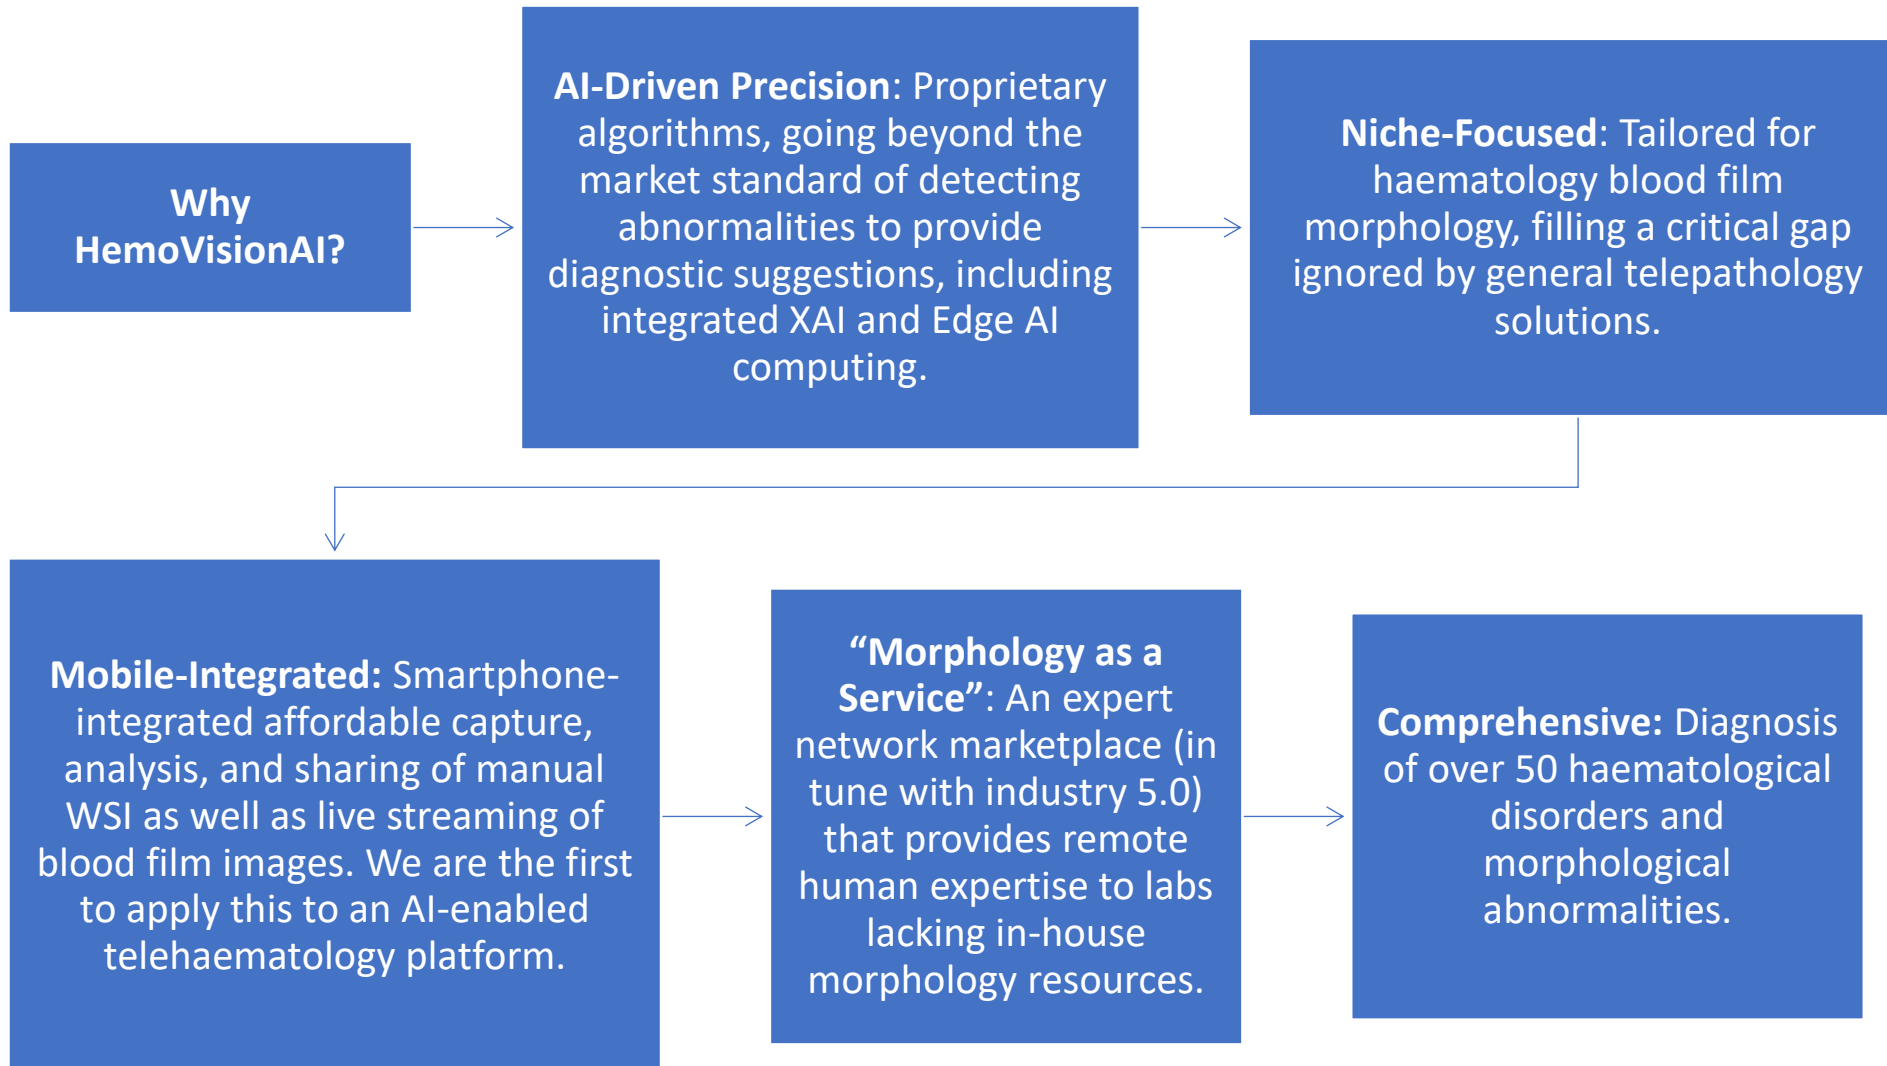 Why
HemoVisionAI?
AI-Driven Precision: Proprietary
algorithms, going beyond the
market standard of detecting
abnormalities to provide
diagnostic suggestions, including
integrated XAI and Edge AI
computing.
Niche-Focused: Tailored for
haematology blood film
morphology, filling a critical gap
ignored by general telepathology
solutions.
Mobile-Integrated: Smartphone-
integrated affordable capture,
analysis, and sharing of manual
WSI as well as live streaming of
blood film images. We are the first
to apply this to an AI-enabled
telehaematology platform.
“Morphology as a
Service”: An expert
network marketplace (in
tune with industry 5.0)
that provides remote
human expertise to labs
lacking in-house
morphology resources.
Comprehensive: Diagnosis
of over 50 haematological
disorders and
morphological
abnormalities.